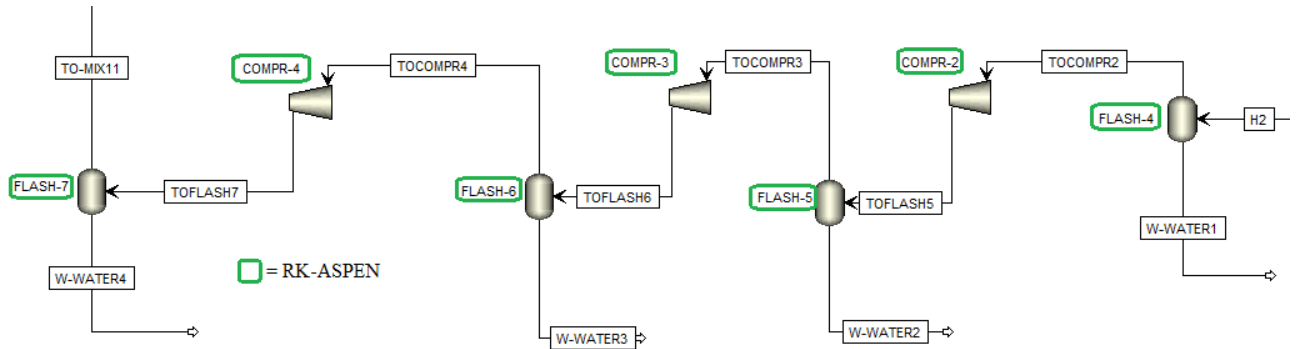 TO-MIX11
COMPR-4
TOCOMPR4
COMPR-3
TOCOMPR3
COMPR-2
TOCOMPR2
FLASH-4
H2
FLASH-7
TOFLASH7
FLASH-6
TOFLASH6
FLASH-5
TOFLASH5
W-WATER1
W-WATER4
= RK-ASPEN
W-WATER3
W-WATER2